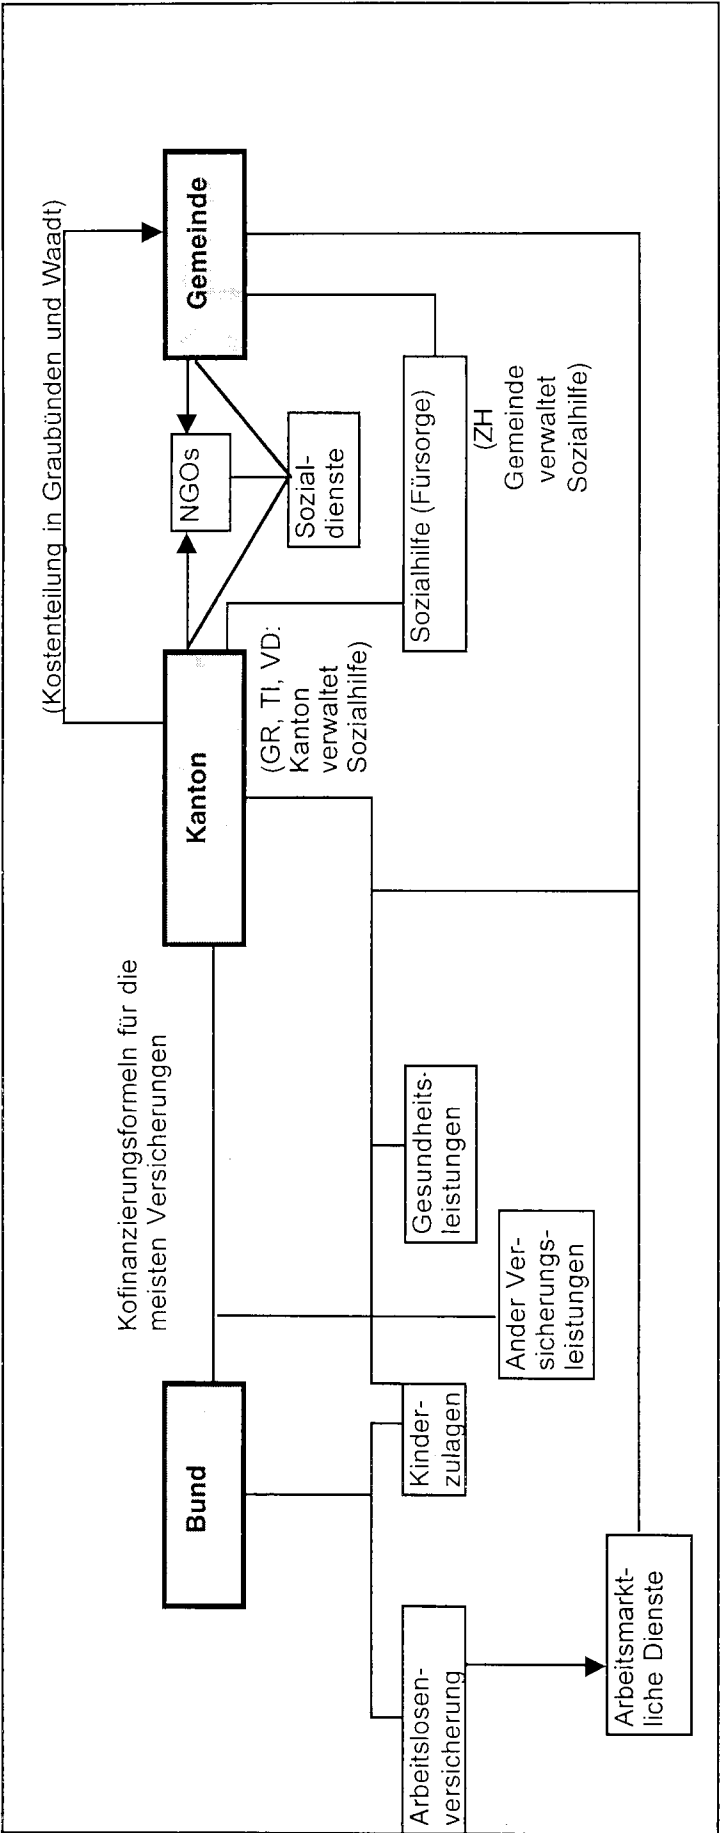 (Kostenteilung in Graubünden und Waadt)
Kofinanzierungsformeln für die
meisten Versicherungen
Bund
Kanton
Gemeinde
NGOs
(GR, TI, VD:
Kanton
verwaltet
Sozialhilfe)
Sozial-
dienste
Arbeitslosen-
versicherung
Kinder-
zulagen
Gesundheits-
leistungen
Sozialhilfe (Fürsorge)
Ander Ver-
sicherungs-
leistungen
(ZH
Gemeinde
verwaltet
Sozialhilfe)
Arbeitsmarkt-
liche Dienste